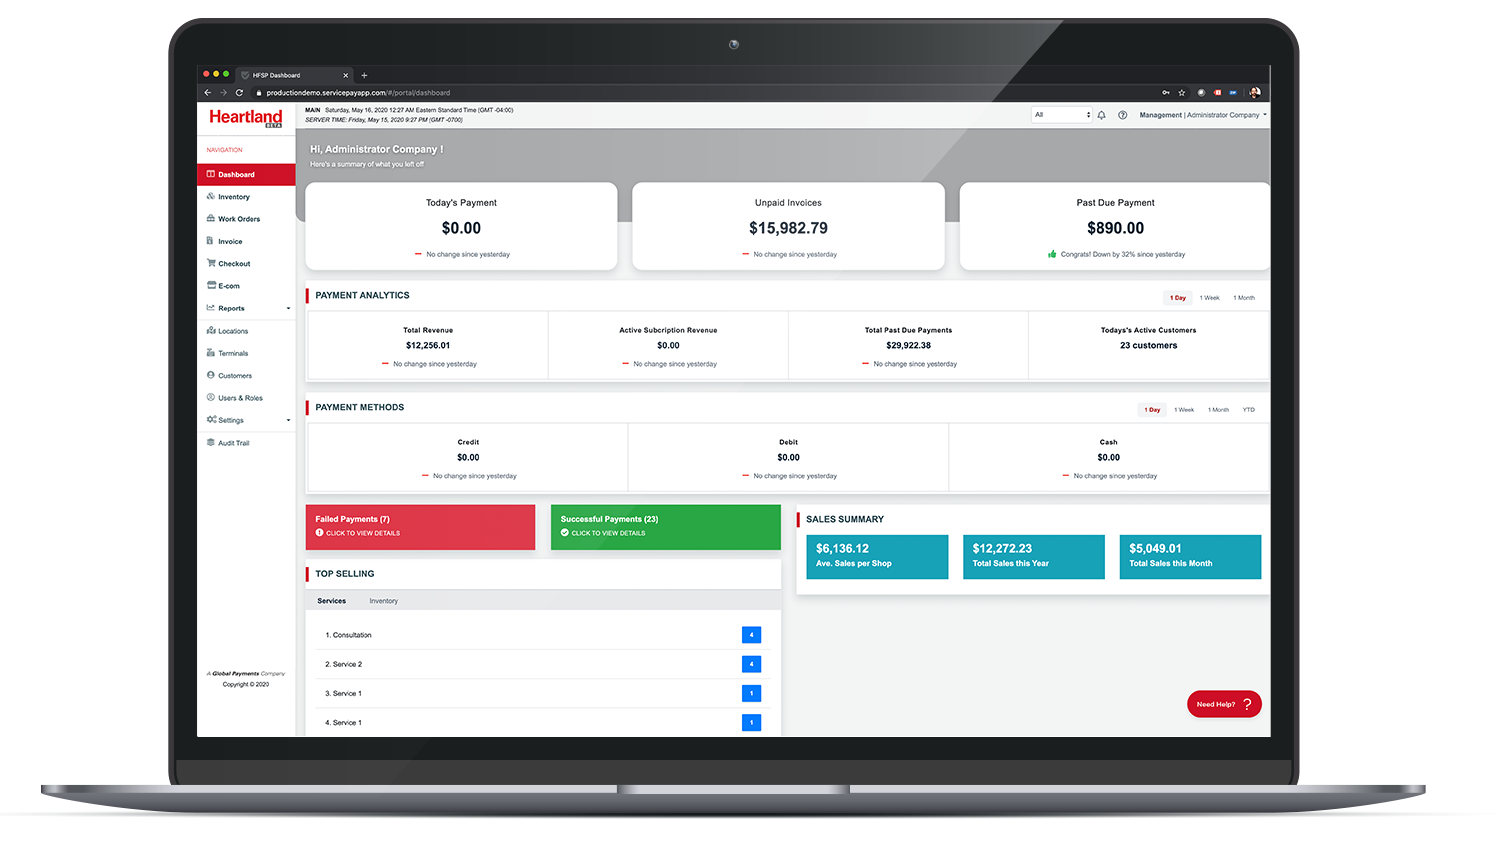 HFSP Dashboard
productiondemo.servicepayapp.com/#/portal/dashboard
Heartland
BETA
MAIN Saturday, May 16, 2020 12:27 AM Eastern Standard Time (GMT -04:00)
SERVER TIME: Friday, May 15, 2020 9:27 PM (GMT -0700)
All
Management | Administrator Company
NAVIGATION
Dashboard
Inventory
Work Orders
Invoice
Checkout
E-com
Reports
Locations
Terminals
Customers
Users & Roles
Settings
Audit Trail
A Global Payments Company
Copyright © 2020
Hi, Administrator Company !
Here's a summary of what you left off
Today's Payment
$0.00
No change since yesterday
Unpaid Invoices
$15,982.79
No change since yesterday
Past Due Payment
$890.00
Congrats! Down by 32% since yesterday
PAYMENT ANALYTICS
1 Day 1 Week 1 Month
Total Revenue
$12,256.01
No change since yesterday
Active Subcription Revenue
$0.00
No change since yesterday
Total Past Due Payments
$29,922.38
No change since yesterday
Todays's Active Customers
23 customers
PAYMENT METHODS
1 Day 1 Week 1 Month YTD
Credit
$0.00
No change since yesterday
Debit
$0.00
No change since yesterday
Cash
$0.00
No change since yesterday
Failed Payments (7)
CLICK TO VIEW DETAILS
Successful Payments (23)
CLICK TO VIEW DETAILS
TOP SELLING
Services Inventory
1. Consultation 4
2. Service 2 4
3. Service 1 1
4. Service 1 1
SALES SUMMARY
$6,136.12
Ave. Sales per Shop
$12,272.23
Total Sales this Year
$5,049.01
Total Sales this Month
Need Help? ?